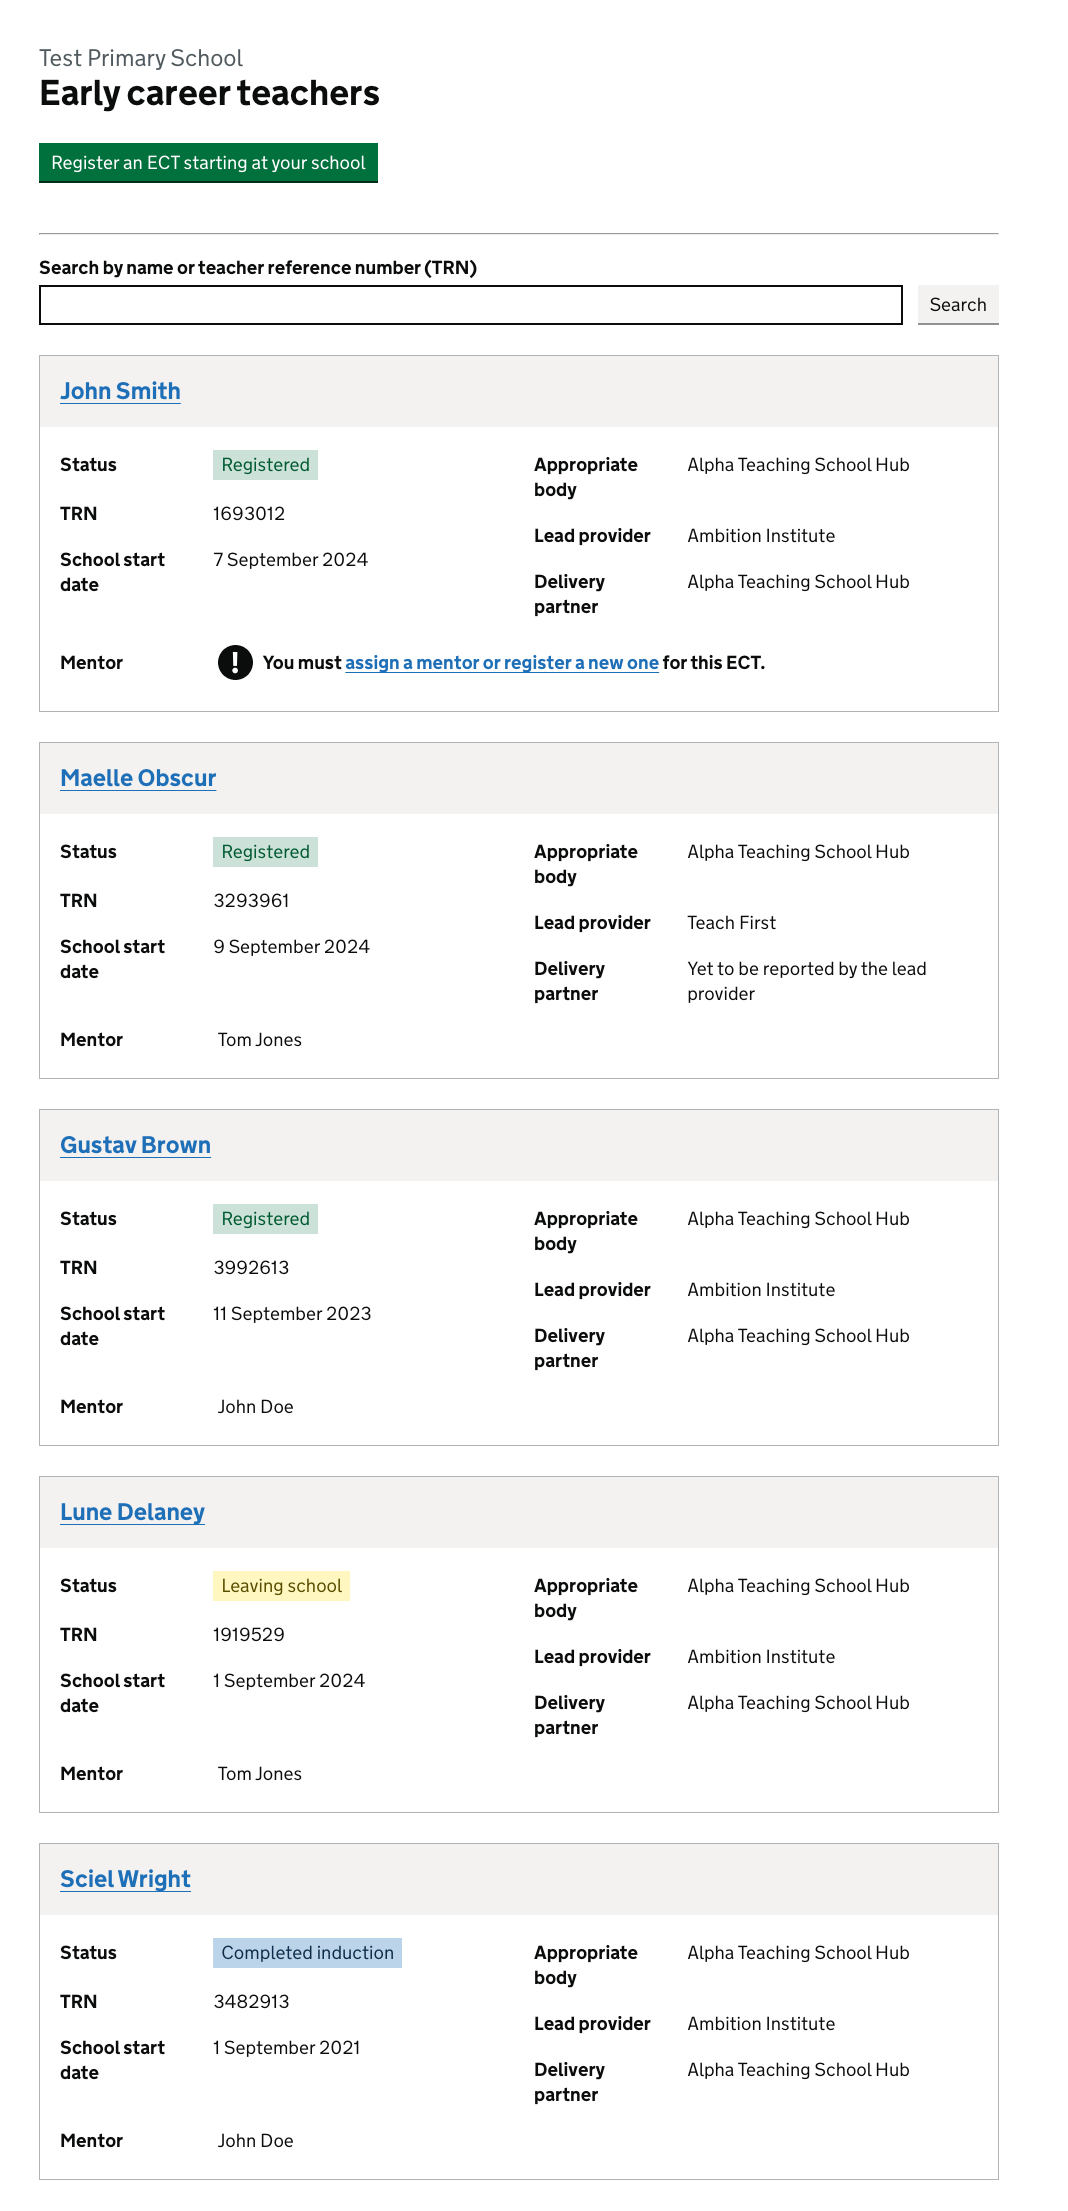 Test Primary School
Early career teachers
Register an ECT starting at your school
Search by name or teacher reference number (TRN)
Search
John Smith
Status Registered
TRN 1693012
School start date 7 September 2024
Appropriate body Alpha Teaching School Hub
Lead provider Ambition Institute
Delivery partner Alpha Teaching School Hub
Mentor ! You must assign a mentor or register a new one for this ECT.
Maelle Obscur
Status Registered
TRN 3293961
School start date 9 September 2024
Appropriate body Alpha Teaching School Hub
Lead provider Teach First
Delivery partner Yet to be reported by the lead provider
Mentor Tom Jones
Gustav Brown
Status Registered
TRN 3992613
School start date 11 September 2023
Appropriate body Alpha Teaching School Hub
Lead provider Ambition Institute
Delivery partner Alpha Teaching School Hub
Mentor John Doe
Lune Delaney
Status Leaving school
TRN 1919529
School start date 1 September 2024
Appropriate body Alpha Teaching School Hub
Lead provider Ambition Institute
Delivery partner Alpha Teaching School Hub
Mentor Tom Jones
Sciel Wright
Status Completed induction
TRN 3482913
School start date 1 September 2021
Appropriate body Alpha Teaching School Hub
Lead provider Ambition Institute
Delivery partner Alpha Teaching School Hub
Mentor John Doe